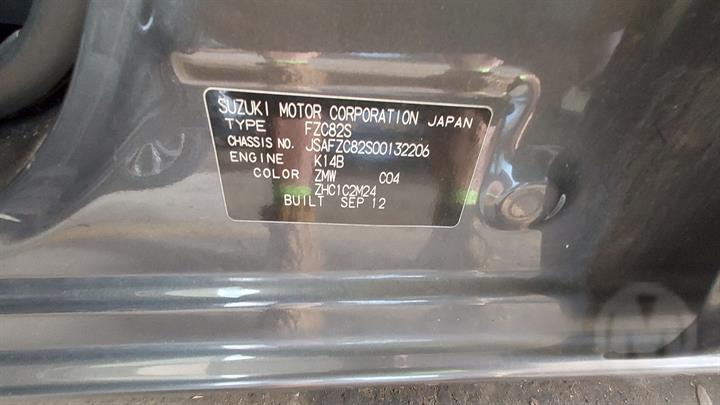 SUZUKI MOTOR CORPORATION JAPAN
TYPE FZC82S
CHASSIS NO. JSAFZC82S00132206
ENGINE K14B
COLOR ZMW C04
ZHC1C2M24
BUILT SEP 12
M